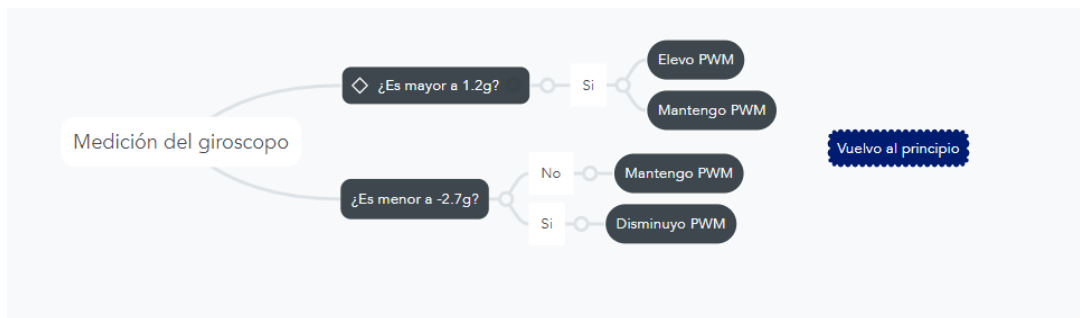 Medición del giroscopo
¿Es mayor a 1.2g?
Si
Elevo PWM
Mantengo PWM
¿Es menor a -2.7g?
No
Mantengo PWM
Si
Disminuyo PWM
Vuelvo al principio